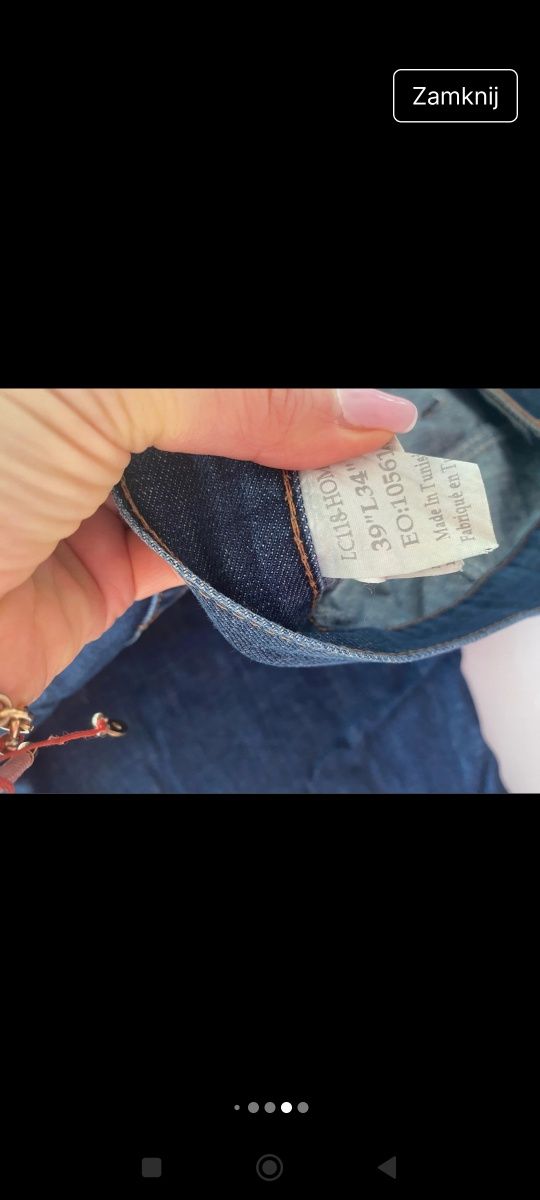 Zamknij
LC118-HOM
39"L34"
EO:10561
Made In Tunis
Fabriqué en T